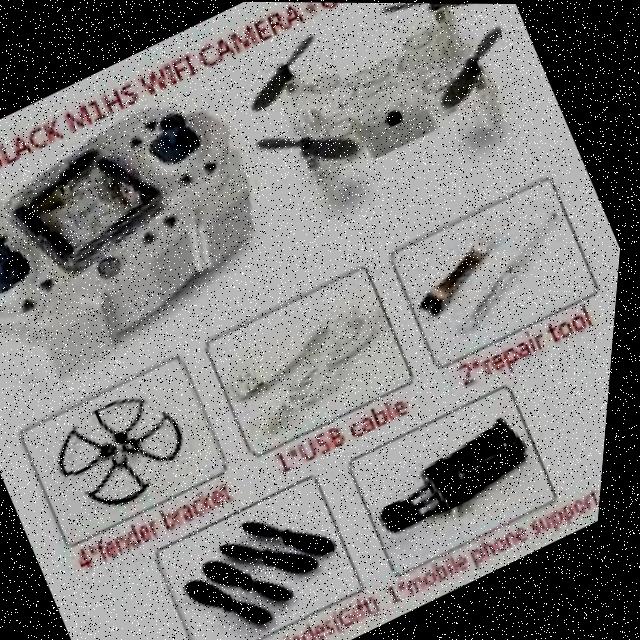 M1HS WIFI CAMERA
2*repair tool
1*USB cable
4*fender bracket
1*mobile phone support